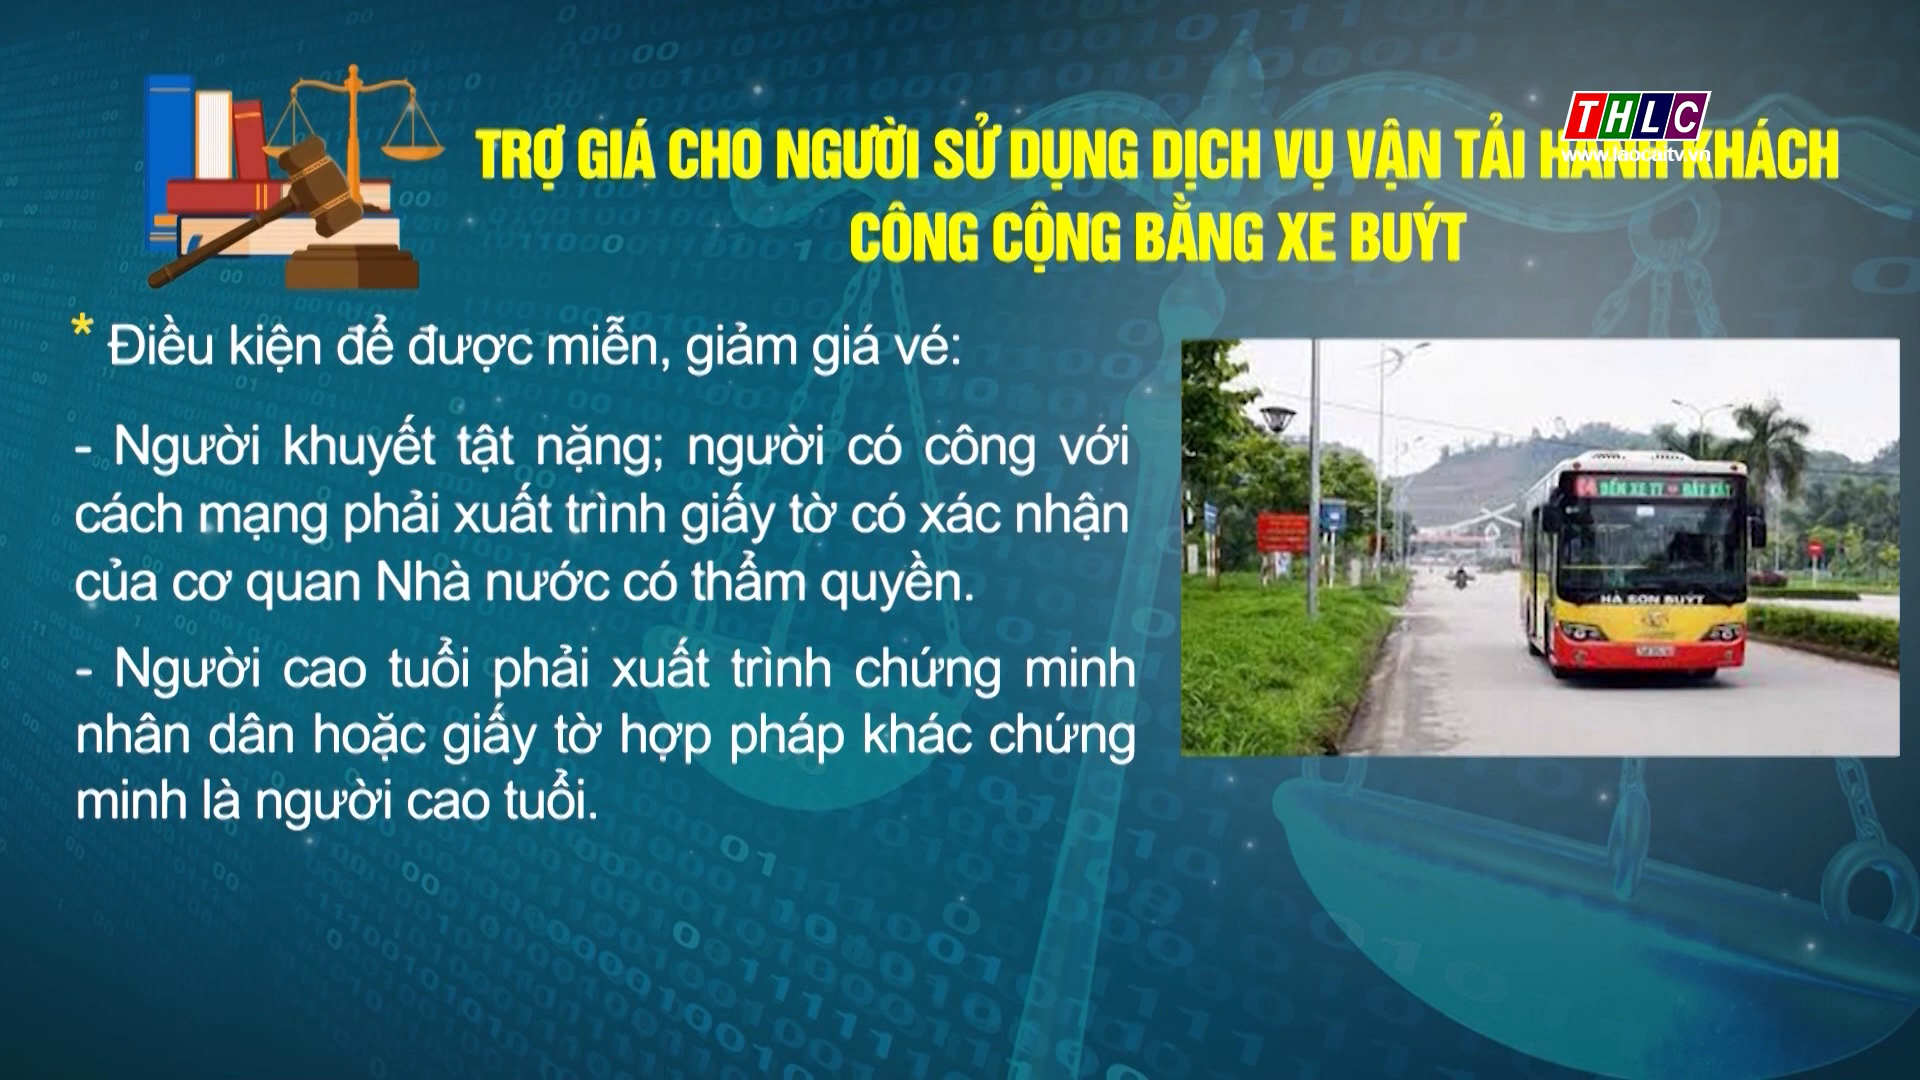 THLC
www.laocaitv.vn
TRỢ GIÁ CHO NGƯỜI SỬ DỤNG DỊCH VỤ VẬN TẢI HÀNH KHÁCH
CÔNG CỘNG BẰNG XE BUÝT
* Điều kiện để được miễn, giảm giá vé:
- Người khuyết tật nặng; người có công với
cách mạng phải xuất trình giấy tờ có xác nhận
của cơ quan Nhà nước có thẩm quyền.
- Người cao tuổi phải xuất trình chứng minh
nhân dân hoặc giấy tờ hợp pháp khác chứng
minh là người cao tuổi.
HÀ SƠN BUÝT